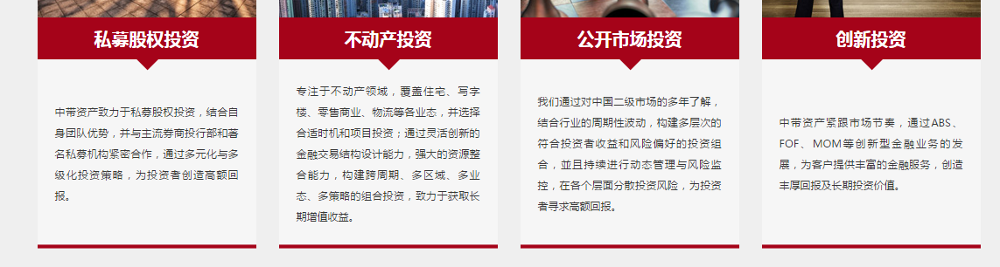 私募股权投资
中带资产致力于私募股权投资，结合自
身团队优势，并与主流券商投行部和著
名私募机构紧密合作，通过多元化与多
级化投资策略，为投资者创造高额回
报。
不动产投资
专注于不动产领域，覆盖住宅、写字
楼、零售商业、物流等各业态，并选择
合适时机和项目投资；通过灵活创新的
金融交易结构设计能力，强大的资源整
合能力，构建跨周期、多区域、多业
态、多策略的组合投资，致力于获取长
期增值收益。
公开市场投资
我们通过对中国二级市场的多年了解，
结合行业的周期性波动，构建多层次的
符合投资者收益和风险偏好的投资组
合，並且持续进行动态管理与风险监
控，在各个层面分散投资风险，为投资
者寻求高额回报。
创新投资
中带资产紧跟市场节奏，通过ABS、
FOF、MOM等创新型金融业务的发
展，为客户提供丰富的金融服务，创造
丰厚回报及长期投资价值。